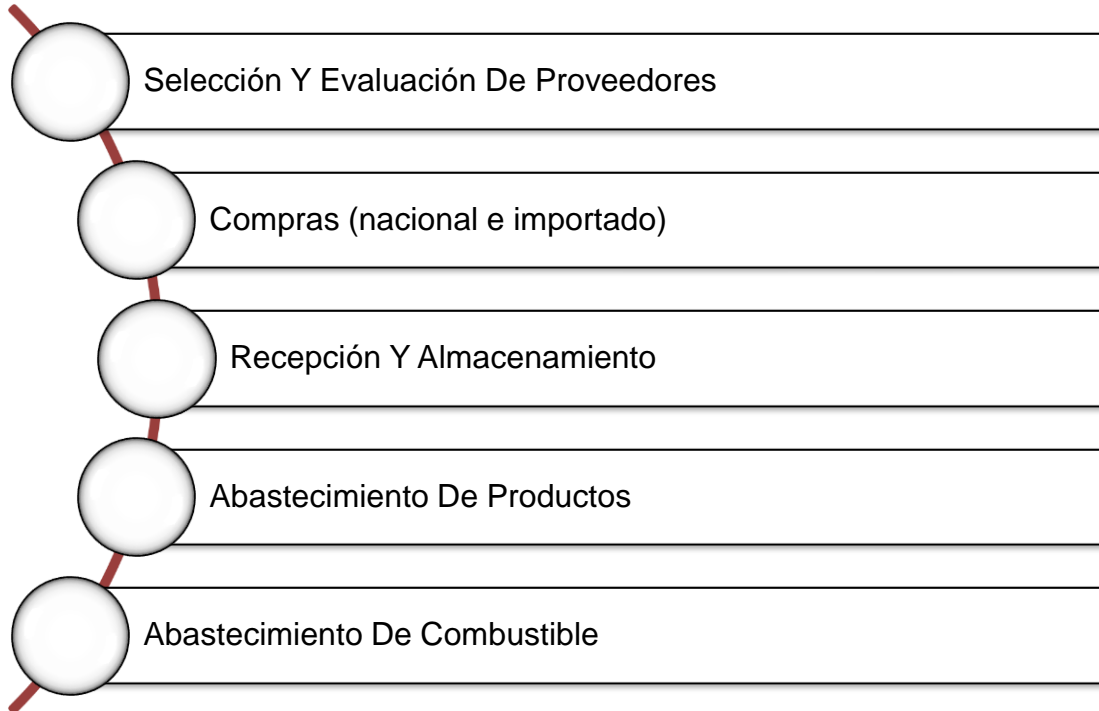 Selección Y Evaluación De Proveedores
Compras (nacional e importado)
Recepción Y Almacenamiento
Abastecimiento De Productos
Abastecimiento De Combustible